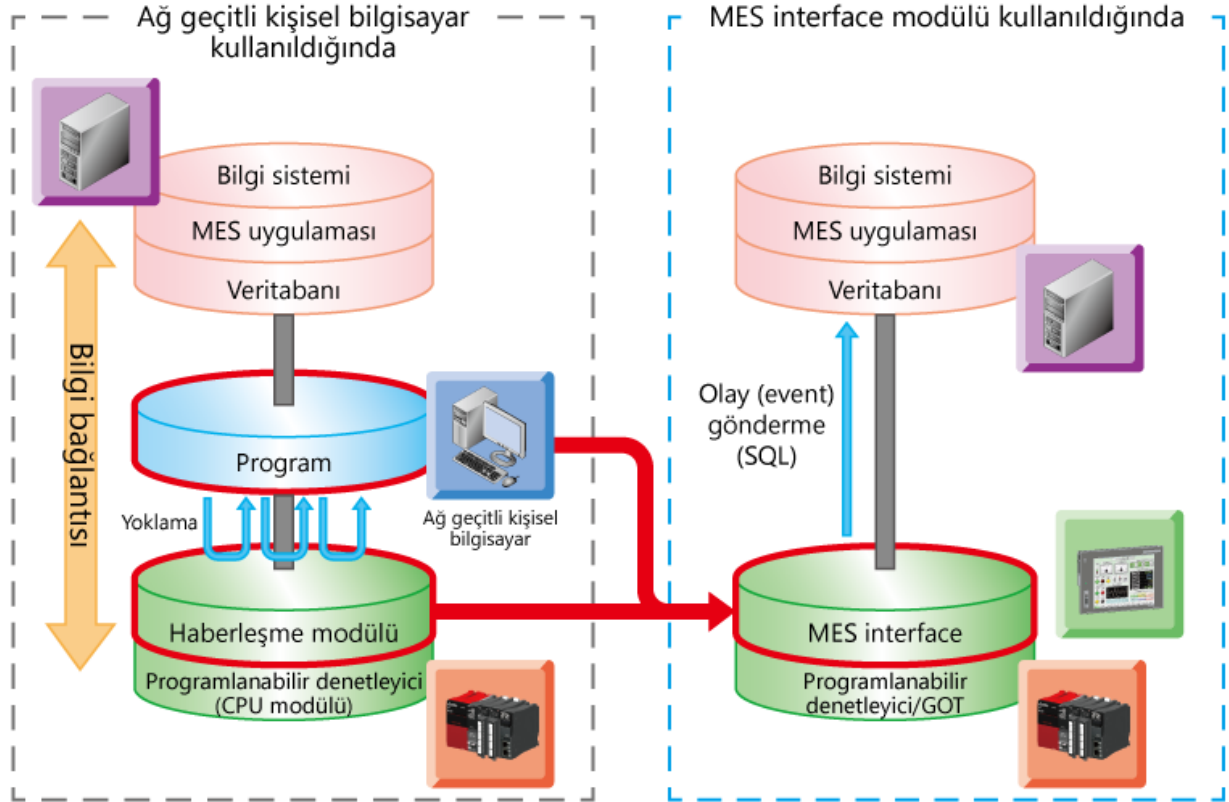 Ağ geçitli kişisel bilgisayar
kullanıldığında
Bilgi sistemi
MES uygulaması
Veritabanı
Bilgi bağlantısı
Program
Yoklama
Ağ geçitli kişisel
bilgisayar
Haberleşme modülü
Programlanabilir denetleyici
(CPU modülü)
MES interface modülü kullanıldığında
Bilgi sistemi
MES uygulaması
Veritabanı
Olay (event)
gönderme
(SQL)
MES interface
Programlanabilir
denetleyici/GOT